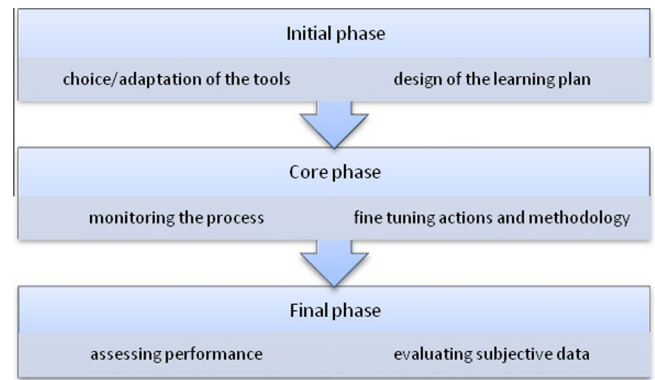 Initial phase
choice/adaptation of the tools design of the learning plan
Core phase
monitoring the process fine tuning actions and methodology
Final phase
assessing performance evaluating subjective data